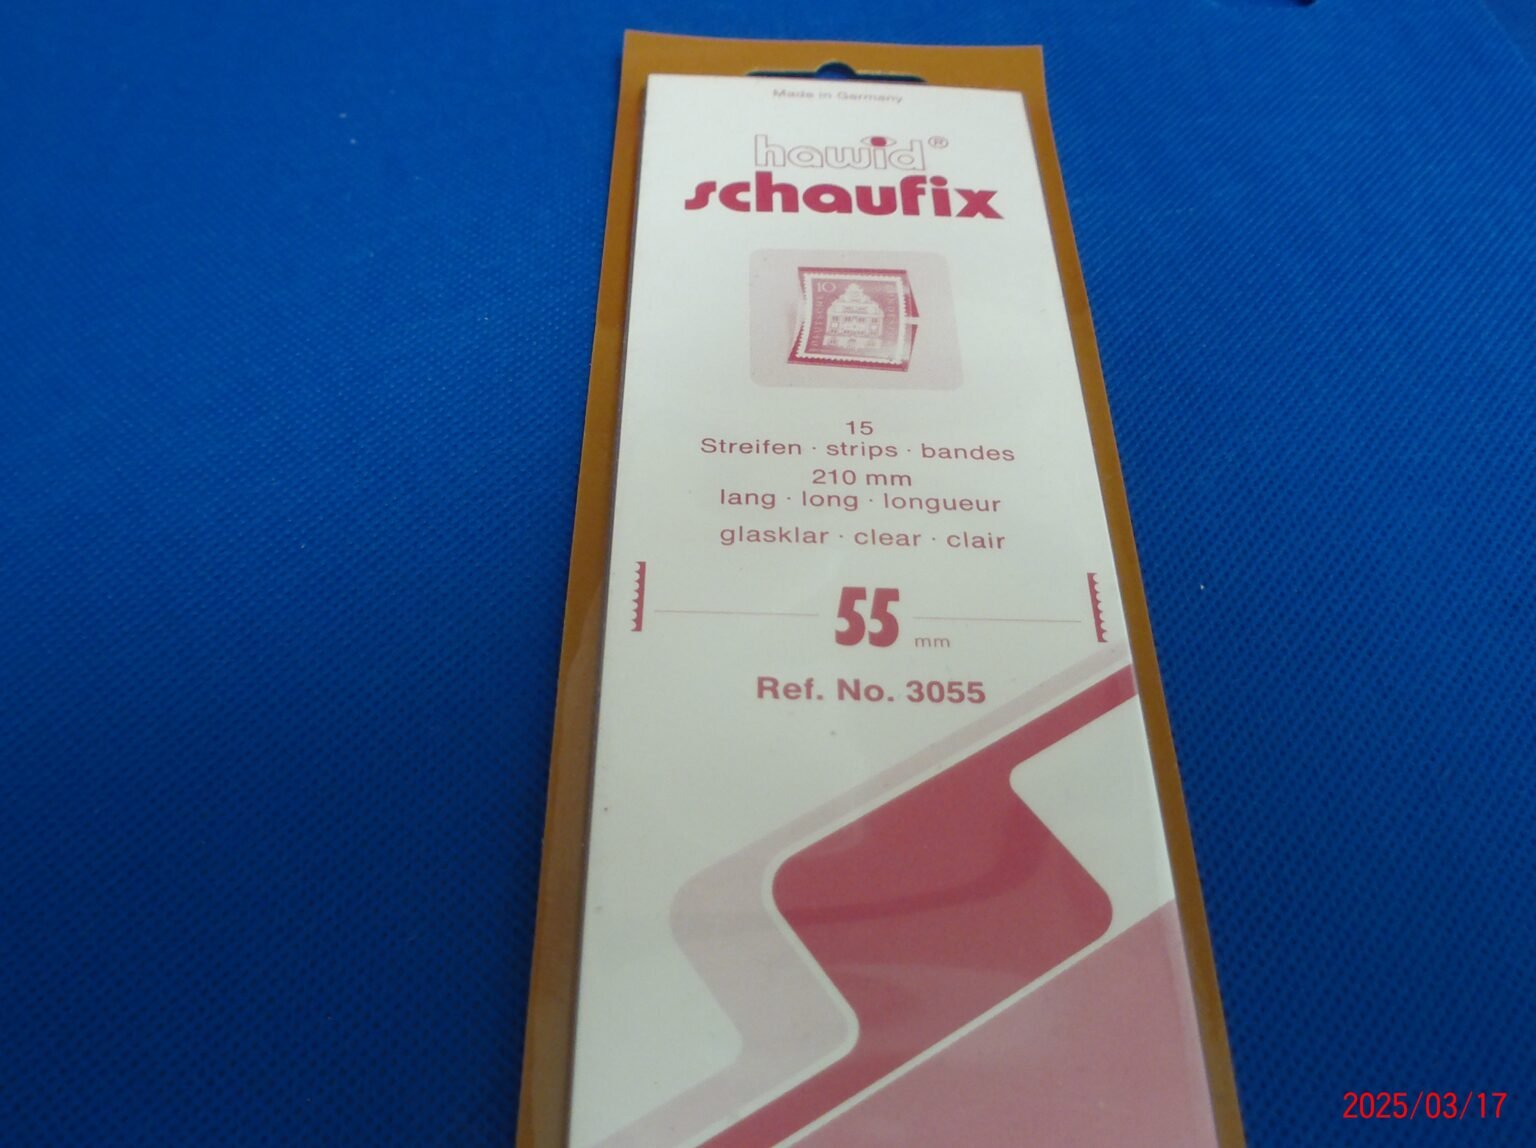 Made in Germany
hawid®
schaufix
10
15
Streifen · strips · bandes
210 mm
lang · long · longueur
glasklar · clear · clair
55 mm
Ref. No. 3055
2025/03/17